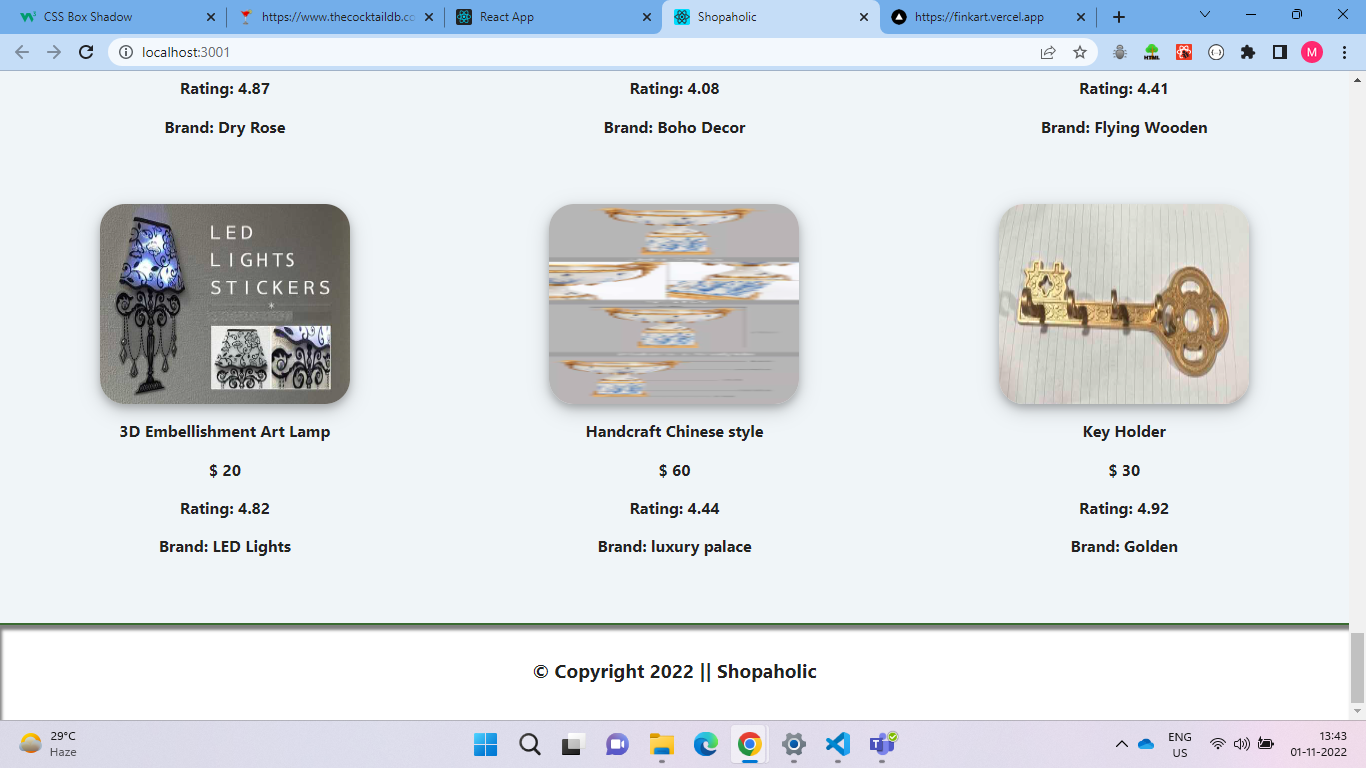 CSS Box Shadow
https://www.thecocktaildb.co
React App
Shopaholic
https://finkart.vercel.app
localhost:3001
HTML
M
Rating: 4.87
Rating: 4.08
Rating: 4.41
Brand: Dry Rose
Brand: Boho Decor
Brand: Flying Wooden
LED
LIGHTS
STICKERS
*
3D Embellishment Art Lamp
Handcraft Chinese style
Key Holder
$ 20
$ 60
$ 30
Rating: 4.82
Rating: 4.44
Rating: 4.92
Brand: LED Lights
Brand: luxury palace
Brand: Golden
© Copyright 2022 || Shopaholic
29°C
Haze
ENG
US
13:43
01-11-2022